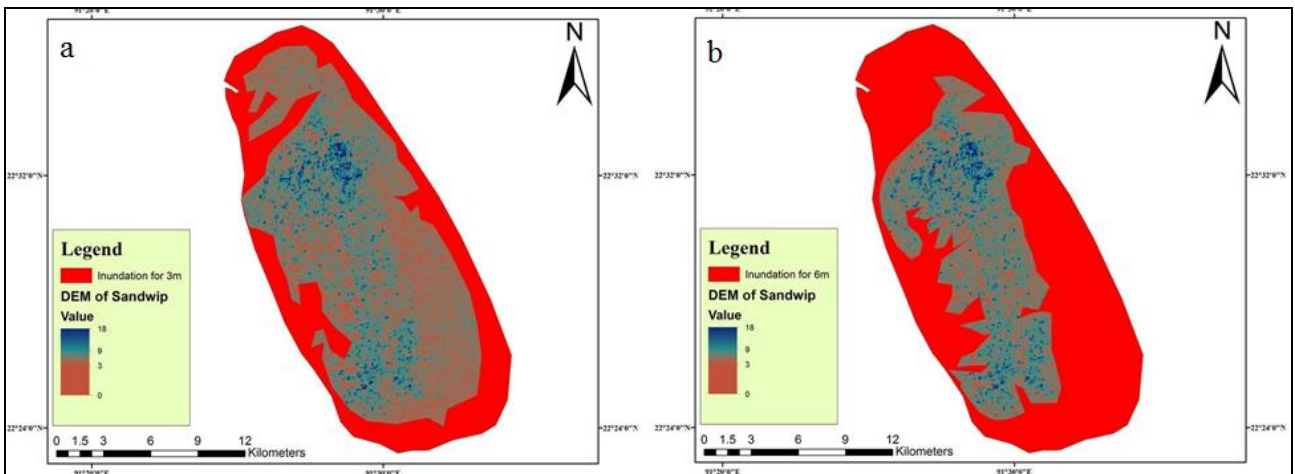 a
N
22°32'0"N
22°32'0"N
Legend
Inundation for 3m
DEM of Sandwip
Value
18
9
3
0
22°24'0"N
22°24'0"N
0 1.5 3 6 9 12
Kilometers
b
N
22°32'0"N
22°32'0"N
Legend
Inundation for 6m
DEM of Sandwip
Value
18
9
3
0
22°24'0"N
22°24'0"N
0 1.5 3 6 9 12
Kilometers